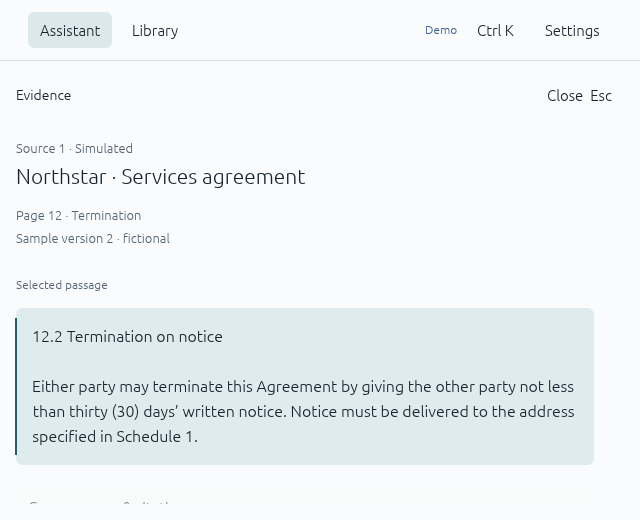 Assistant Library Demo Ctrl K Settings
Evidence Close Esc
Source 1 · Simulated
Northstar · Services agreement
Page 12 · Termination
Sample version 2 · fictional
Selected passage
12.2 Termination on notice
Either party may terminate this Agreement by giving the other party not less
than thirty (30) days’ written notice. Notice must be delivered to the address
specified in Schedule 1.